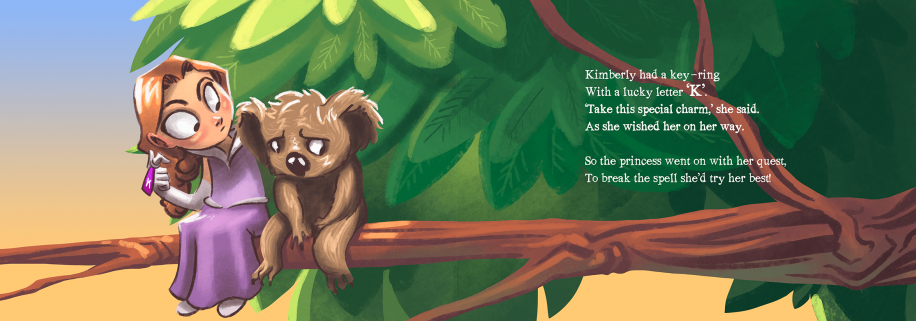 K
Kimberly had a key-ring
With a lucky letter ‘K’.
‘Take this special charm,’ she said.
As she wished her on her way.
So the princess went on with her quest,
To break the spell she’d try her best!